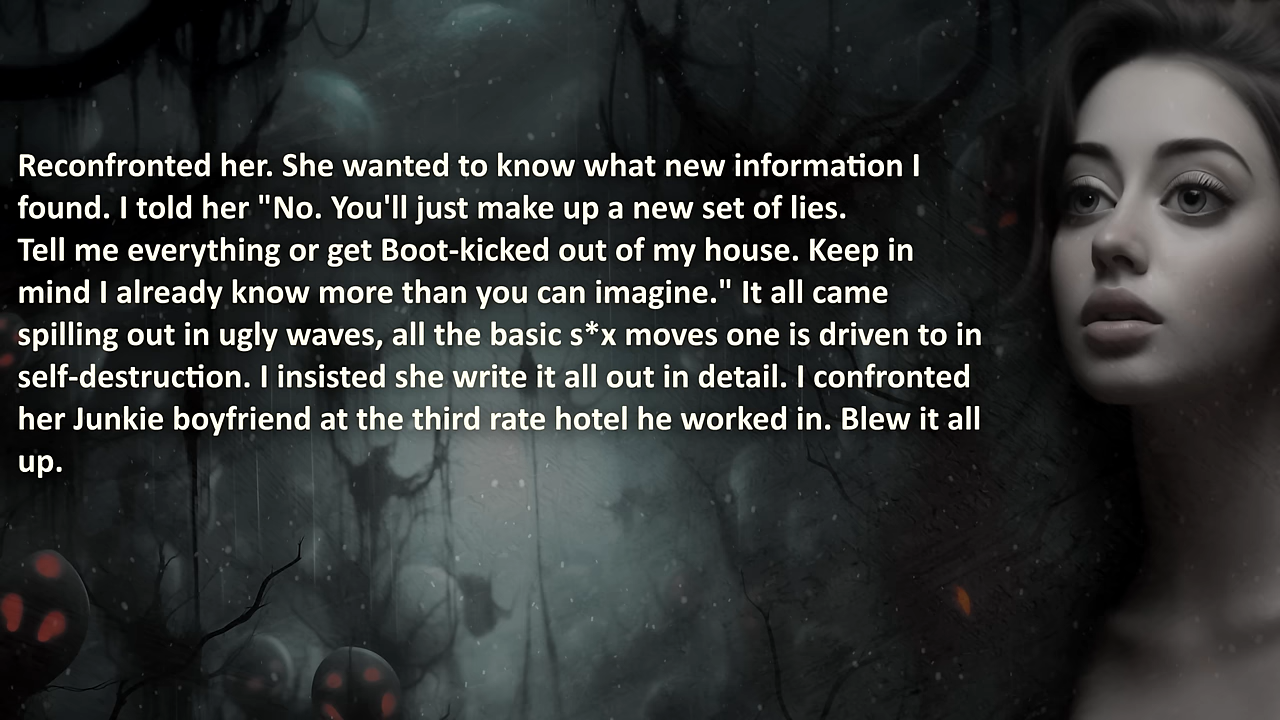 Reconfronted her. She wanted to know what new information I
found. I told her "No. You'll just make up a new set of lies.
Tell me everything or get Boot-kicked out of my house. Keep in
mind I already know more than you can imagine." It all came
spilling out in ugly waves, all the basic s*x moves one is driven to in
self-destruction. I insisted she write it all out in detail. I confronted
her Junkie boyfriend at the third rate hotel he worked in. Blew it all
up.